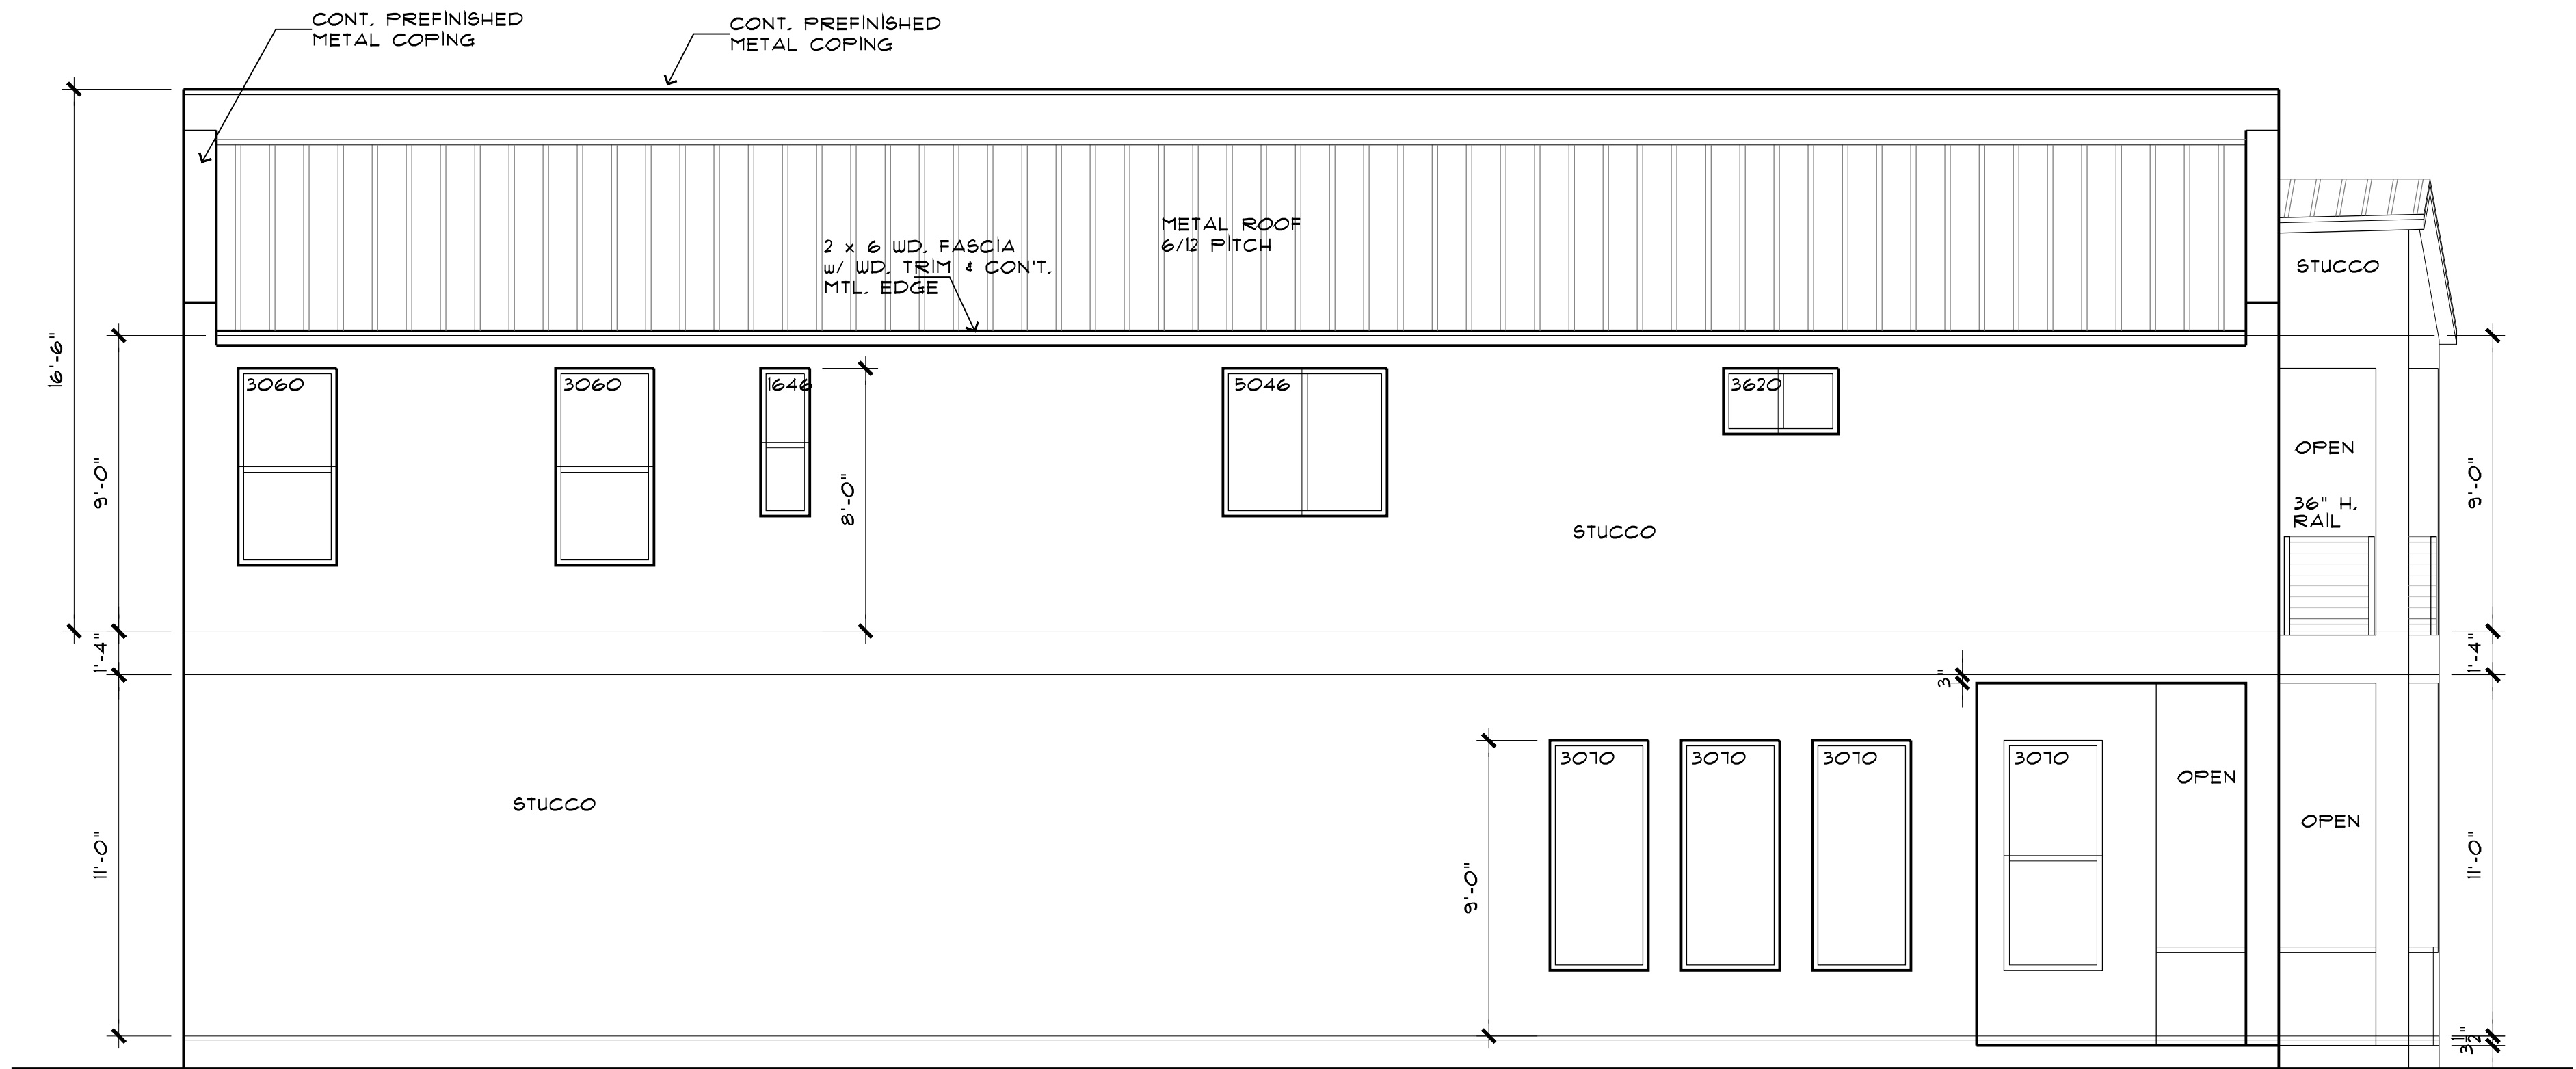 CONT. PREFINISHED
METAL COPING
CONT. PREFINISHED
METAL COPING
METAL ROOF
6/12 PITCH
2 x 6 WD. FASCIA
w/ WD. TRIM & CON'T.
MTL. EDGE
STUCCO
16'-6"
9'-0"
1'-4"
11'-0"
3060
3060
1646
8'-0"
5046
3620
STUCCO
OPEN
36" H.
RAIL
9'-0"
1'-4"
11'-0"
3"
STUCCO
9'-0"
3070
3070
3070
3070
OPEN
OPEN